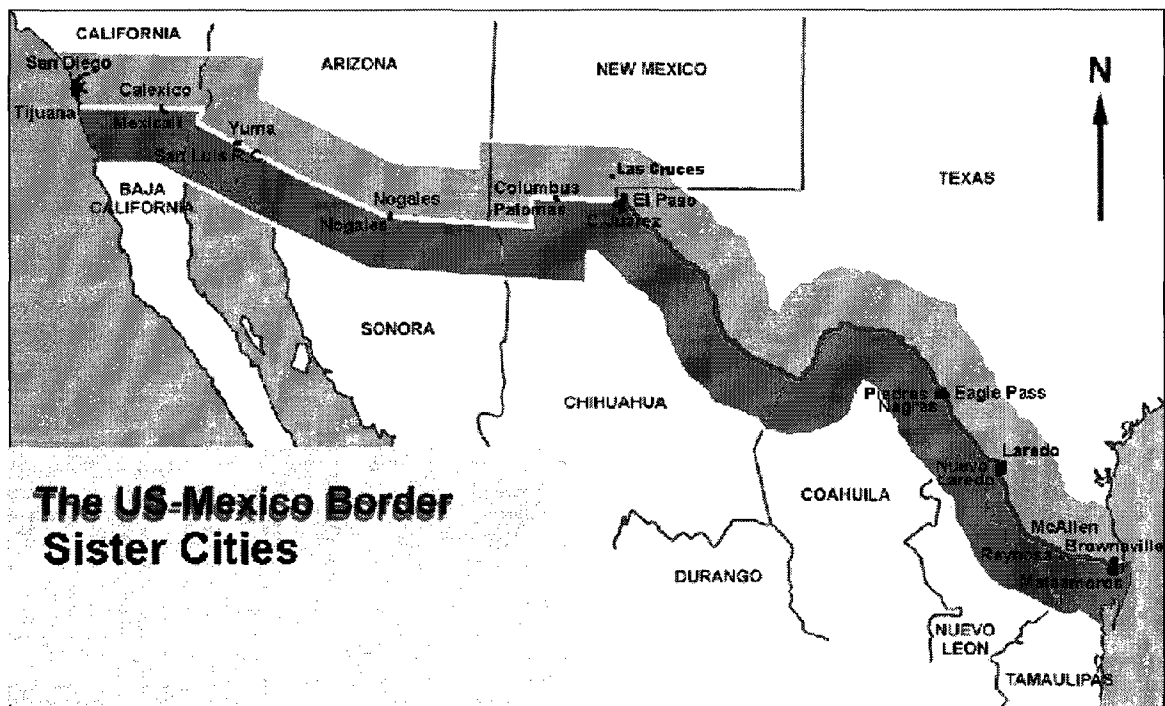 CALIFORNIA
San Diego
ARIZONA
NEW MEXICO
N
Calexico
Tijuana
Mexicali
Yuma
San Luis R.C.
Las Cruces
TEXAS
BAJA
CALIFORNIA
Nogales
Nogales
Columbus
Palomas
El Paso
C.Juarez
SONORA
CHIHUAHUA
Piedras
Negras
Eagle Pass
Laredo
Nuevo
Laredo
COAHUILA
The US-Mexico Border
Sister Cities
McAllen
Reynosa
Brownsville
Matamoros
DURANGO
NUEVO
LEON
TAMAULIPAS